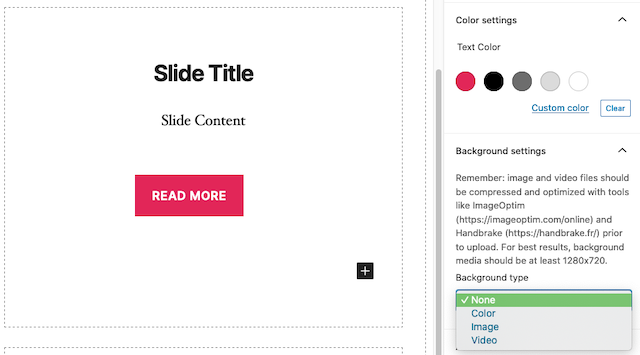 Slide Title
Slide Content
READ MORE
Color settings
Text Color
Custom color
Clear
Background settings
Remember: image and video files should
be compressed and optimized with tools
like ImageOptim
(https://imageoptim.com/online) and
Handbrake (https://handbrake.fr/) prior
to upload. For best results, background
media should be at least 1280x720.
Background type
None
Color
Image
Video